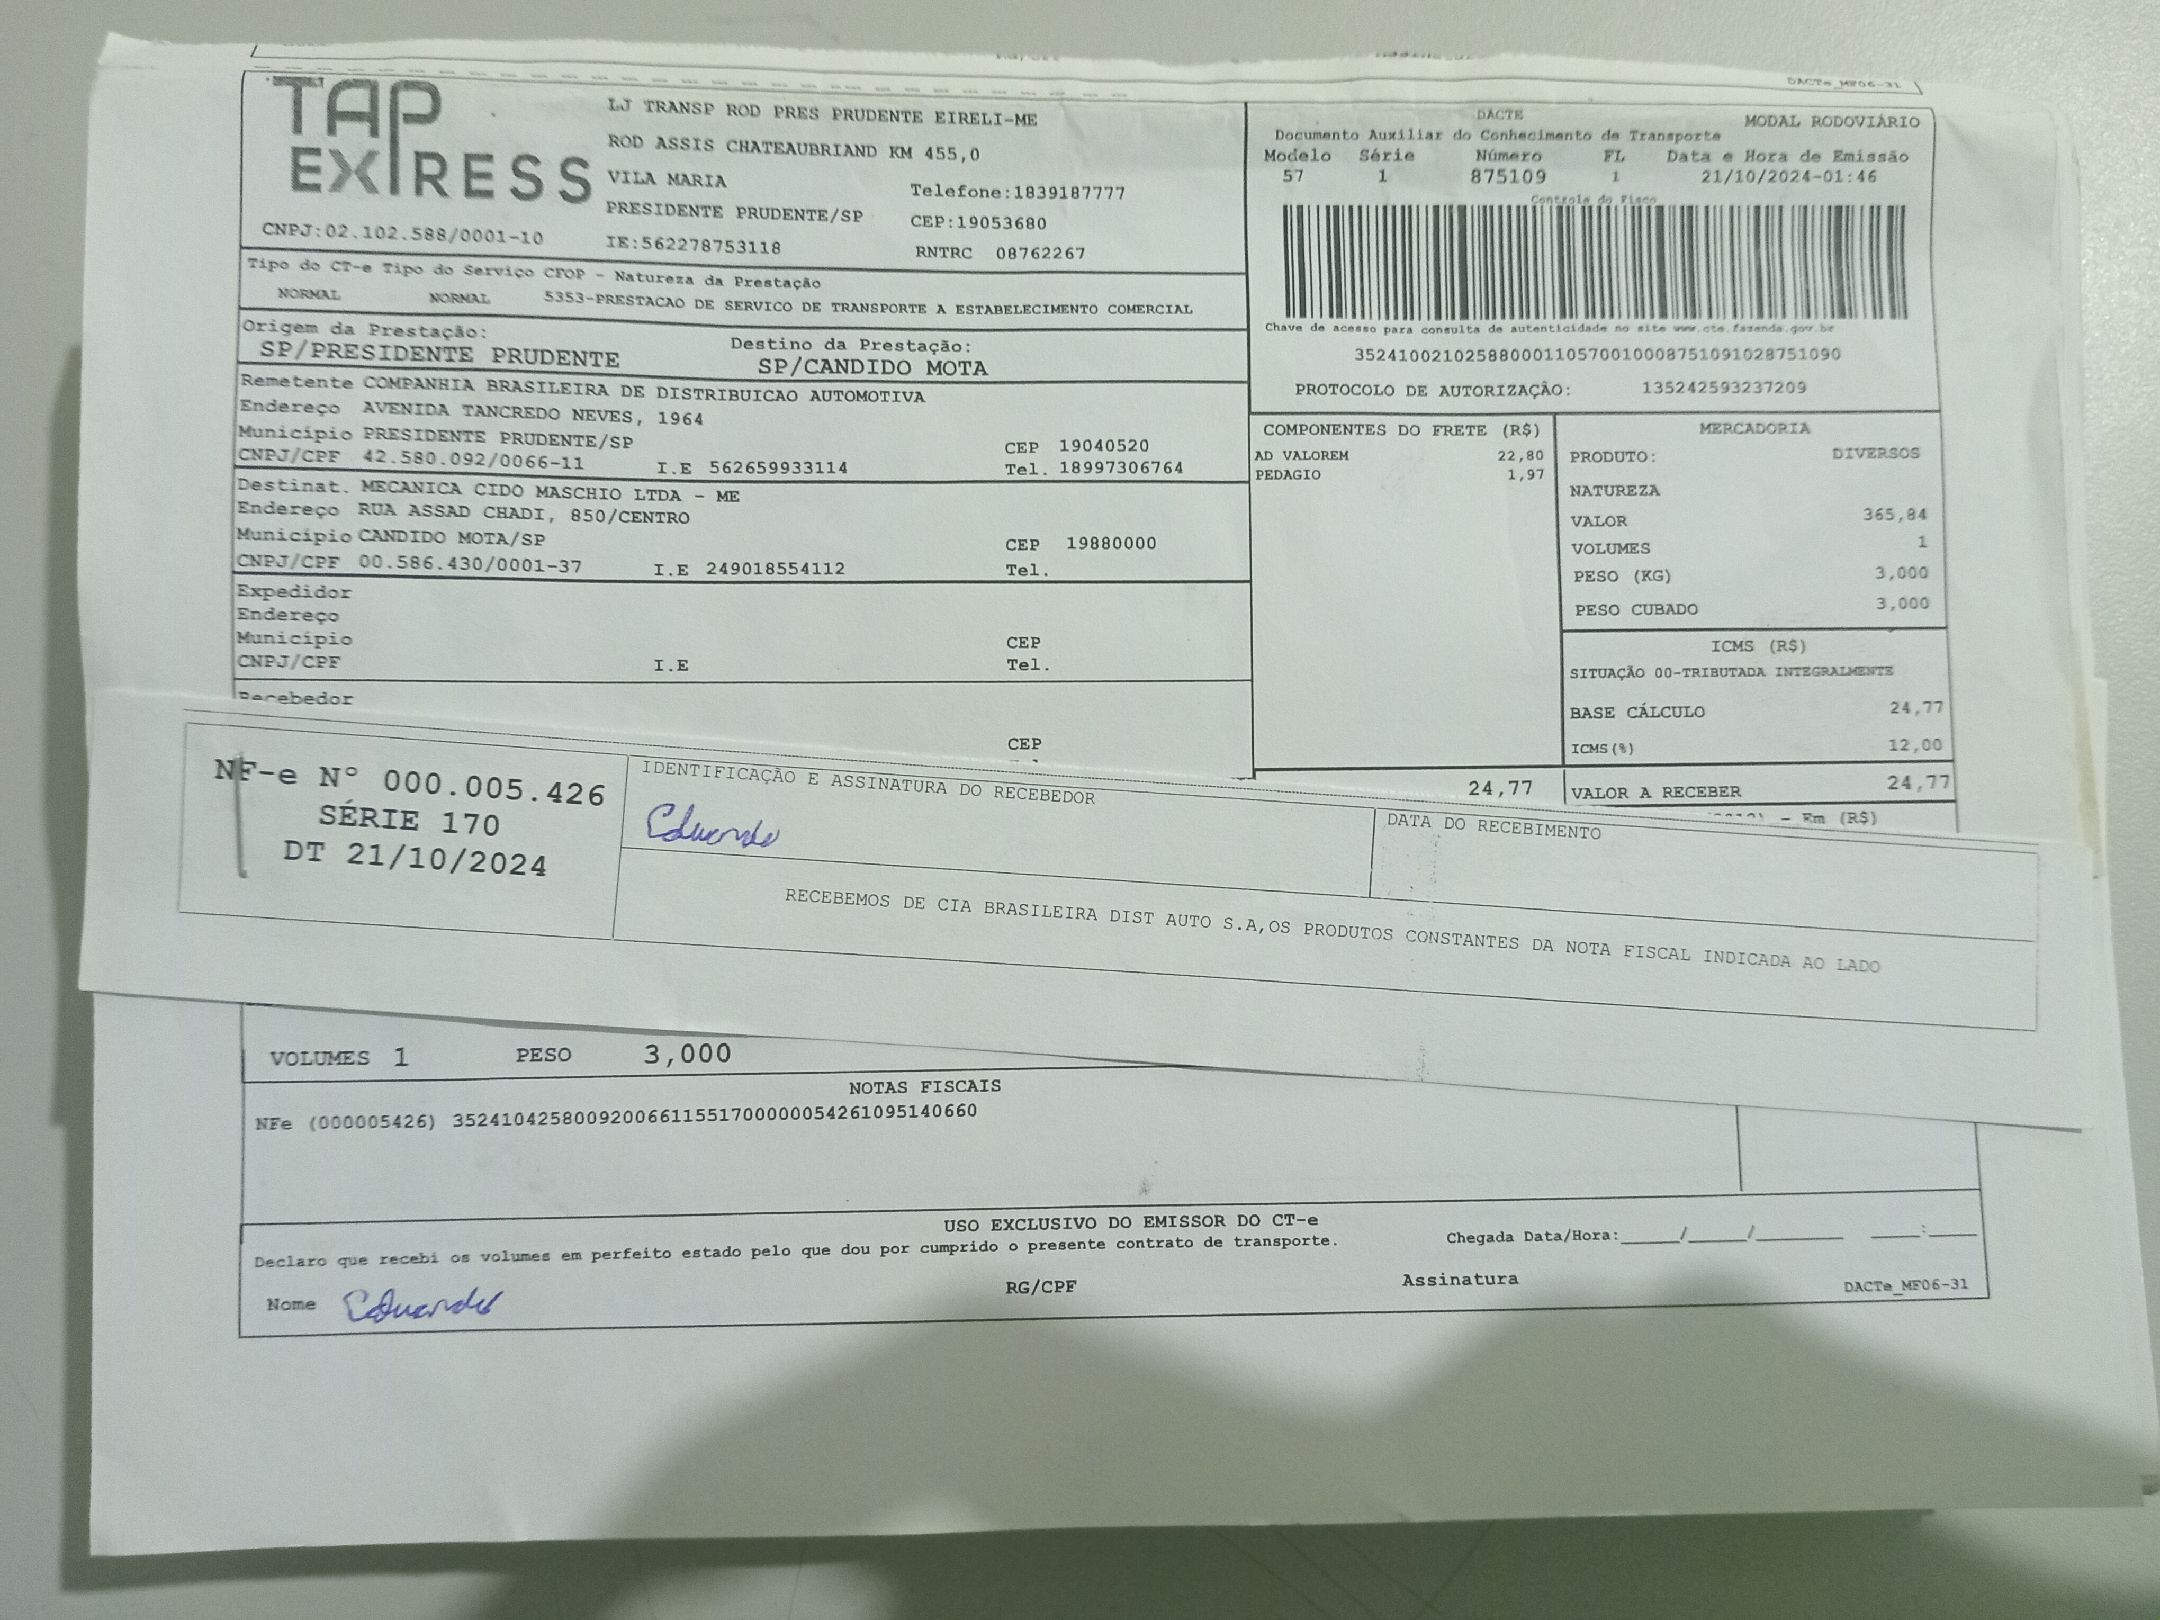 DACTe_MF06-31
TAP
EXPRESS
CNPJ:02.102.588/0001-10
LJ TRANSP ROD PRES PRUDENTE EIRELI-ME
ROD ASSIS CHATEAUBRIAND KM 455,0
VILA MARIA
Telefone:1839187777
PRESIDENTE PRUDENTE/SP
CEP:19053680
IE:562278753118
RNTRC 08762267
DACTE
MODAL RODOVIÁRIO
Documento Auxiliar do Conhecimento de Transporte
Modelo Série Número FL Data e Hora de Emissão
57 1 875109 1 21/10/2024-01:46
Controle do Fisco
Chave de acesso para consulta de autenticidade no site www.cte.fazenda.gov.br
35241002102588000110570010008751091028751090
PROTOCOLO DE AUTORIZAÇÃO: 135242593237209
Tipo do CT-e Tipo do Serviço CFOP - Natureza da Prestação
NORMAL NORMAL 5353-PRESTACAO DE SERVICO DE TRANSPORTE A ESTABELECIMENTO COMERCIAL
Origem da Prestação:
SP/PRESIDENTE PRUDENTE
Destino da Prestação:
SP/CANDIDO MOTA
Remetente COMPANHIA BRASILEIRA DE DISTRIBUICAO AUTOMOTIVA
Endereço AVENIDA TANCREDO NEVES, 1964
Município PRESIDENTE PRUDENTE/SP CEP 19040520
CNPJ/CPF 42.580.092/0066-11 I.E 562659933114 Tel. 18997306764
Destinat. MECANICA CIDO MASCHIO LTDA - ME
Endereço RUA ASSAD CHADI, 850/CENTRO
Município CANDIDO MOTA/SP CEP 19880000
CNPJ/CPF 00.586.430/0001-37 I.E 249018554112 Tel.
Expedidor
Endereço
Município CEP
CNPJ/CPF I.E Tel.
Recebedor
CEP
COMPONENTES DO FRETE (R$)
AD VALOREM 22,80
PEDAGIO 1,97
24,77
MERCADORIA
PRODUTO: DIVERSOS
NATUREZA
VALOR 365,84
VOLUMES 1
PESO (KG) 3,000
PESO CUBADO 3,000
ICMS (R$)
SITUAÇÃO 00-TRIBUTADA INTEGRALMENTE
BASE CÁLCULO 24,77
ICMS(%) 12,00
VALOR A RECEBER 24,77
- Em (R$)
NF-e Nº 000.005.426
SÉRIE 170
DT 21/10/2024
IDENTIFICAÇÃO E ASSINATURA DO RECEBEDOR
Eduardo
DATA DO RECEBIMENTO
RECEBEMOS DE CIA BRASILEIRA DIST AUTO S.A,OS PRODUTOS CONSTANTES DA NOTA FISCAL INDICADA AO LADO
VOLUMES 1 PESO 3,000
NOTAS FISCAIS
NFe (000005426) 35241042580092006611551700000054261095140660
USO EXCLUSIVO DO EMISSOR DO CT-e
Declaro que recebi os volumes em perfeito estado pelo que dou por cumprido o presente contrato de transporte.
Chegada Data/Hora:_____/_____/_______ ____:____
Nome Eduardo
RG/CPF
Assinatura
DACTe_MF06-31